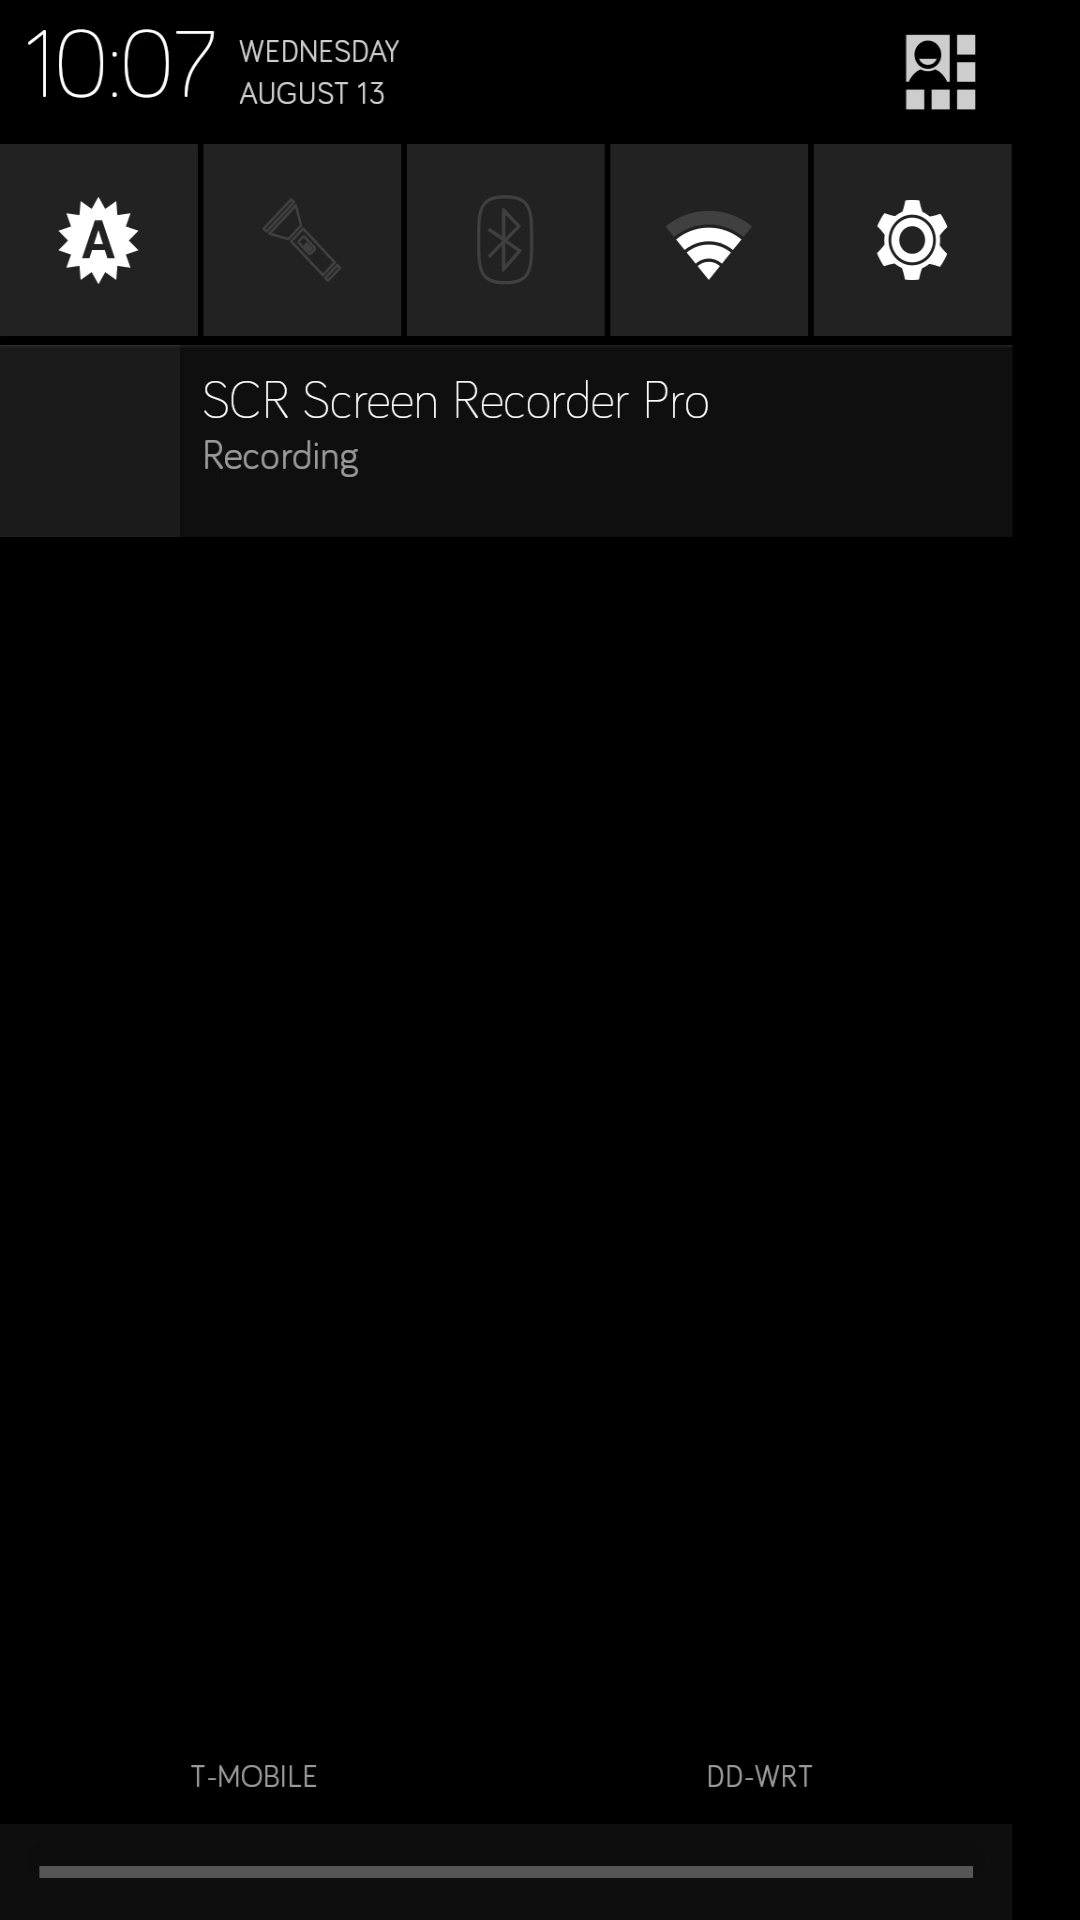 10:07
WEDNESDAY
AUGUST 13
A
SCR Screen Recorder Pro
Recording
T-MOBILE
DD-WRT